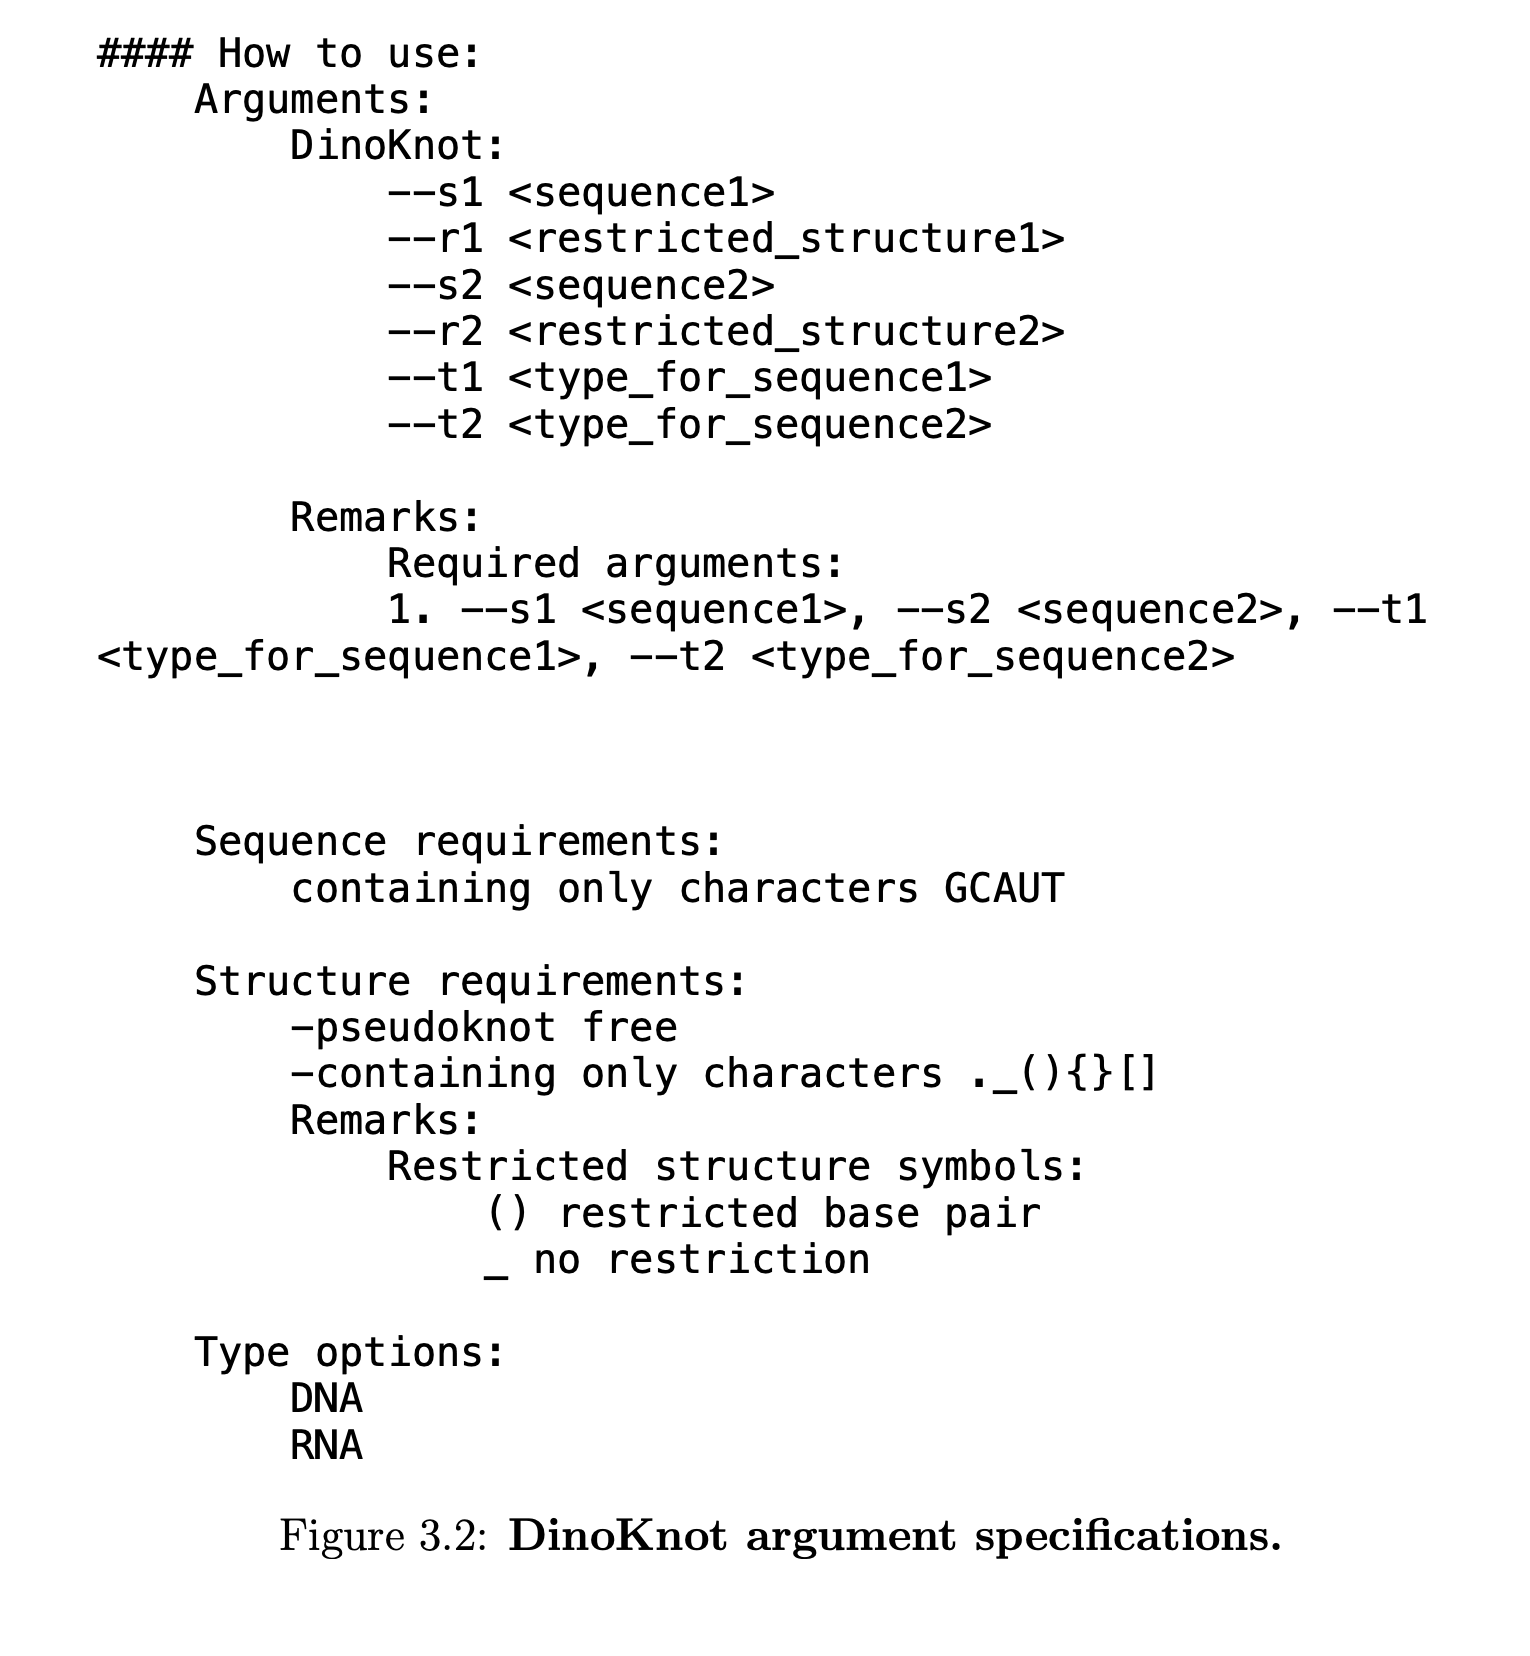 #### How to use:
Arguments:
DinoKnot:
--s1 <sequence1>
--r1 <restricted_structure1>
--s2 <sequence2>
--r2 <restricted_structure2>
--t1 <type_for_sequence1>
--t2 <type_for_sequence2>
Remarks:
Required arguments:
1. --s1 <sequence1>, --s2 <sequence2>, --t1
<type_for_sequence1>, --t2 <type_for_sequence2>
Sequence requirements:
containing only characters GCAUT
Structure requirements:
-pseudoknot free
-containing only characters ._(){}[]
Remarks:
Restricted structure symbols:
() restricted base pair
_ no restriction
Type options:
DNA
RNA
Figure 3.2: DinoKnot argument specifications.